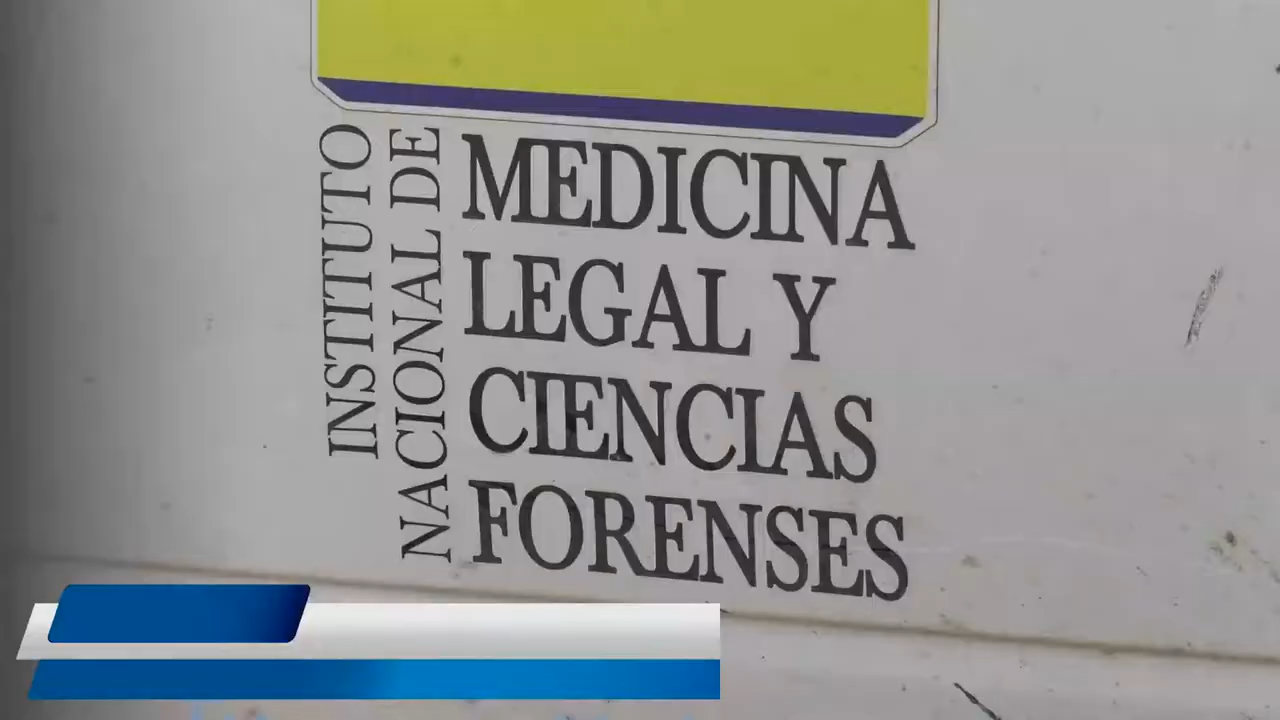 INSTITUTO
NACIONAL DE
MEDICINA
LEGAL Y
CIENCIAS
FORENSES